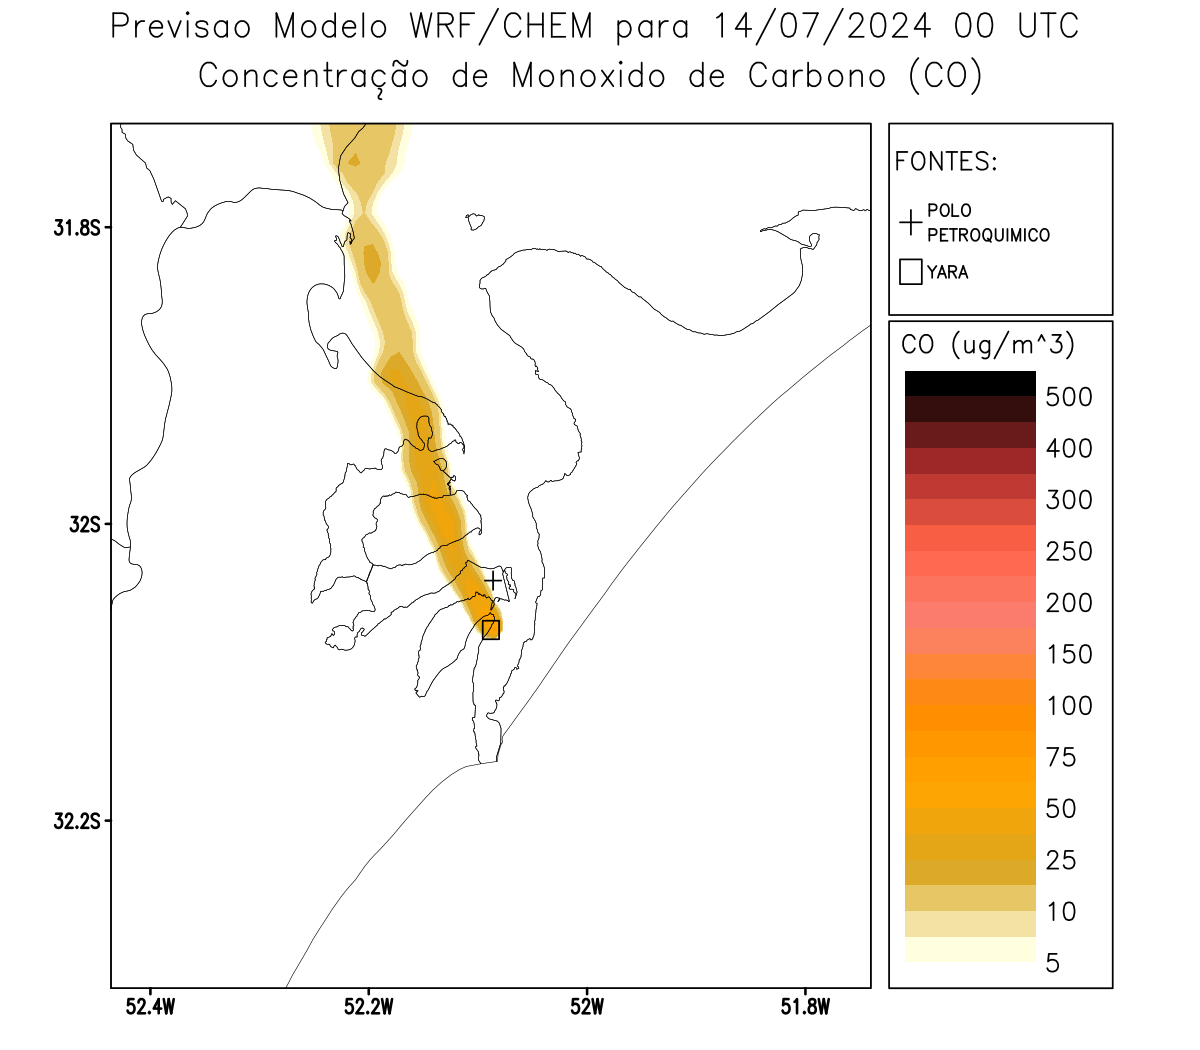 Previsao Modelo WRF/CHEM para 14/07/2024 00 UTC
Concentração de Monoxido de Carbono (CO)
FONTES:
POLO
PETROQUIMICO
YARA
31.8S
32S
32.2S
52.4W
52.2W
52W
51.8W
CO (ug/m^3)
500
400
300
250
200
150
100
75
50
25
10
5